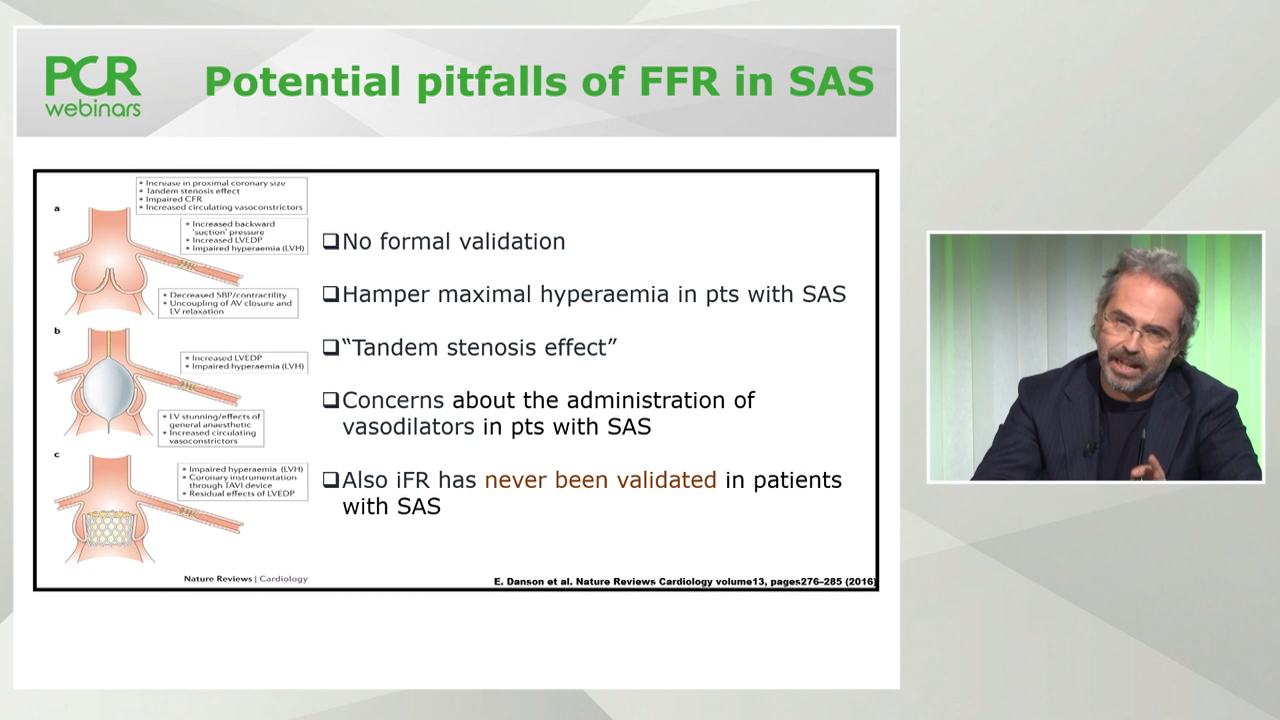 PCR
webinars
Potential pitfalls of FFR in SAS
a
• Increase in proximal coronary size
• Tandem stenosis effect
• Impaired CFR
• Increased circulating vasoconstrictors
• Increased backward
'suction' pressure
• Increased LVEDP
• Impaired hyperaemia (LVH)
• Decreased SBP/contractility
• Uncoupling of AV closure and
LV relaxation
b
• Increased LVEDP
• Impaired hyperaemia (LVH)
• LV stunning/effects of
general anaesthetic
• Increased circulating
vasoconstrictors
c
• Impaired hyperaemia (LVH)
• Coronary instrumentation
through TAVI device
• Residual effects of LVEDP
Nature Reviews | Cardiology
❑No formal validation
❑Hamper maximal hyperaemia in pts with SAS
❑“Tandem stenosis effect”
❑Concerns about the administration of
vasodilators in pts with SAS
❑Also iFR has never been validated in patients
with SAS
E. Danson et al. Nature Reviews Cardiology volume13, pages276–285 (2016)